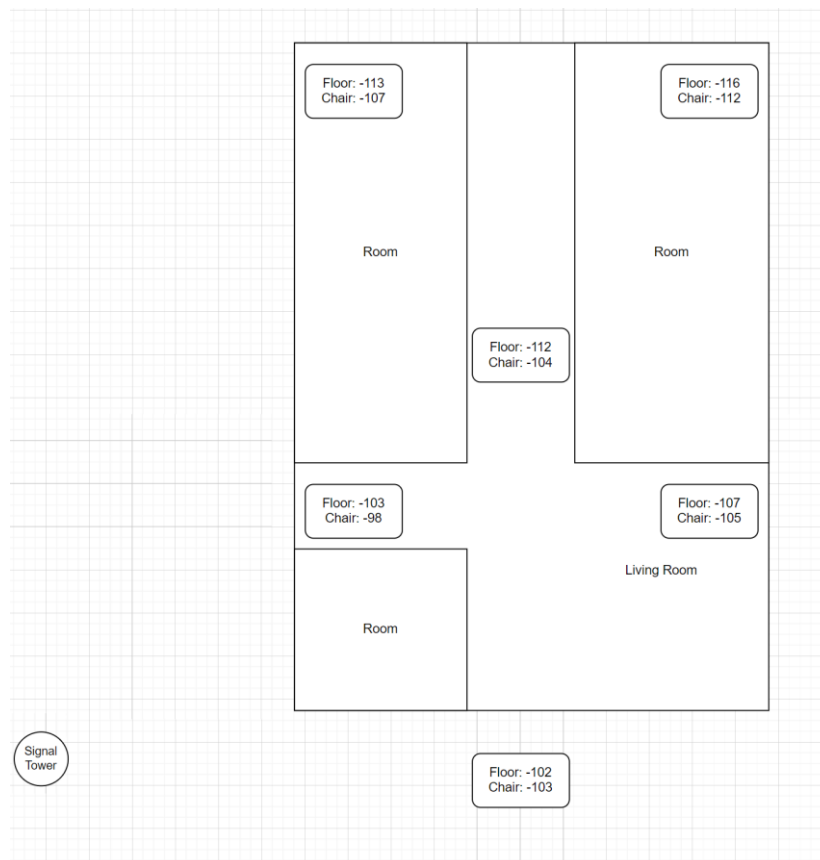 Floor: -113
Chair: -107
Floor: -116
Chair: -112
Room
Room
Floor: -112
Chair: -104
Floor: -103
Chair: -98
Floor: -107
Chair: -105
Living Room
Room
Signal
Tower
Floor: -102
Chair: -103